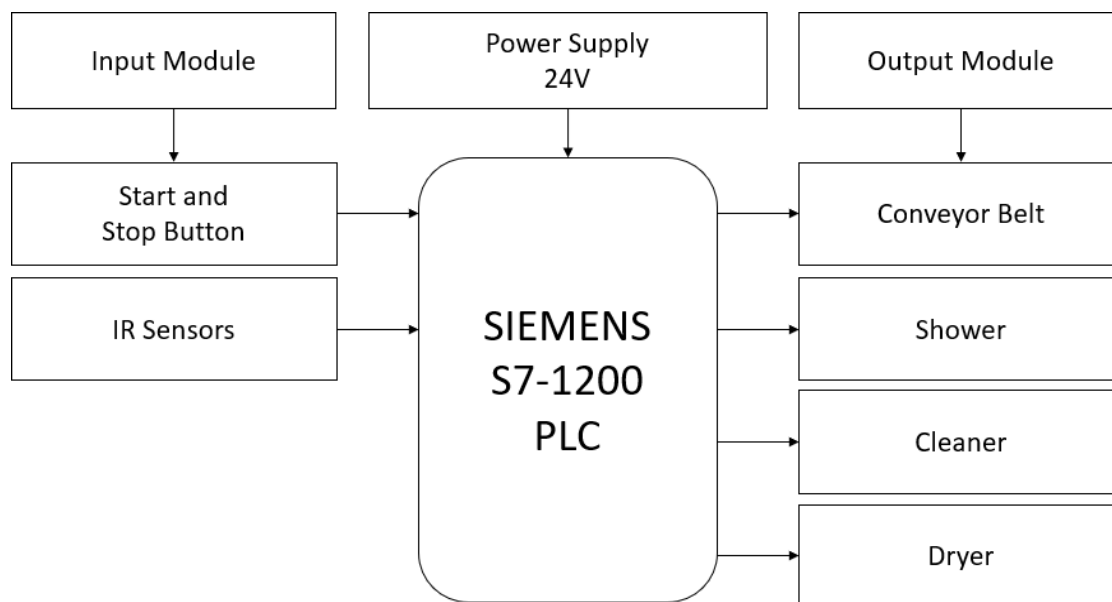 Input Module
Power Supply
24V
Output Module
Start and
Stop Button
Conveyor Belt
IR Sensors
SIEMENS
S7-1200
PLC
Shower
Cleaner
Dryer